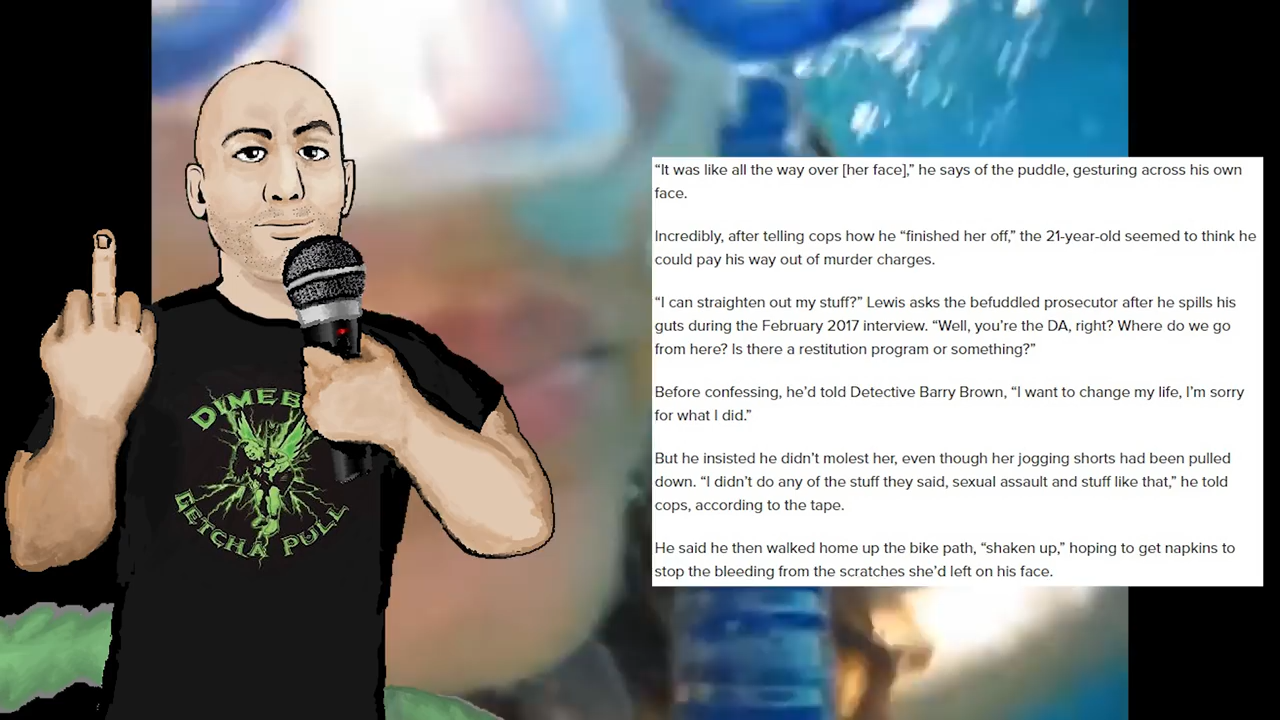 DIMEB
GETCHA PULL
“It was like all the way over [her face],” he says of the puddle, gesturing across his own
face.
Incredibly, after telling cops how he “finished her off,” the 21-year-old seemed to think he
could pay his way out of murder charges.
“I can straighten out my stuff?” Lewis asks the befuddled prosecutor after he spills his
guts during the February 2017 interview. “Well, you’re the DA, right? Where do we go
from here? Is there a restitution program or something?”
Before confessing, he’d told Detective Barry Brown, “I want to change my life, I’m sorry
for what I did.”
But he insisted he didn’t molest her, even though her jogging shorts had been pulled
down. “I didn’t do any of the stuff they said, sexual assault and stuff like that,” he told
cops, according to the tape.
He said he then walked home up the bike path, “shaken up,” hoping to get napkins to
stop the bleeding from the scratches she’d left on his face.